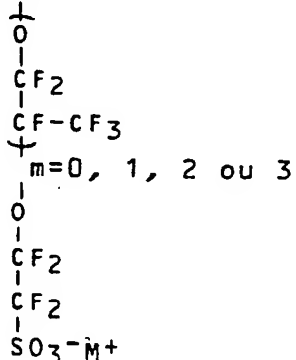 O
CF2
CF-CF3
m=0, 1, 2 ou 3
O
CF2
CF2
SO3-M+